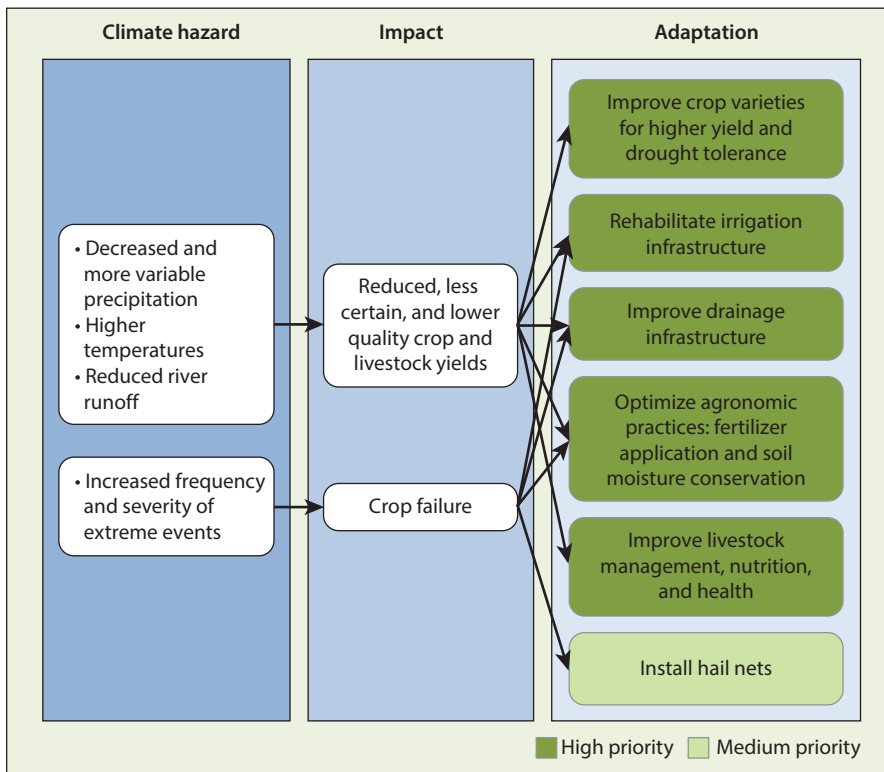 Climate hazard
Impact
Adaptation
• Decreased and
more variable
precipitation
• Higher
temperatures
• Reduced river
runoff
• Increased frequency
and severity of
extreme events
Reduced, less
certain, and lower
quality crop and
livestock yields
Crop failure
Improve crop varieties
for higher yield and
drought tolerance
Rehabilitate irrigation
infrastructure
Improve drainage
infrastructure
Optimize agronomic
practices: fertilizer
application and soil
moisture conservation
Improve livestock
management, nutrition,
and health
Install hail nets
High priority
Medium priority